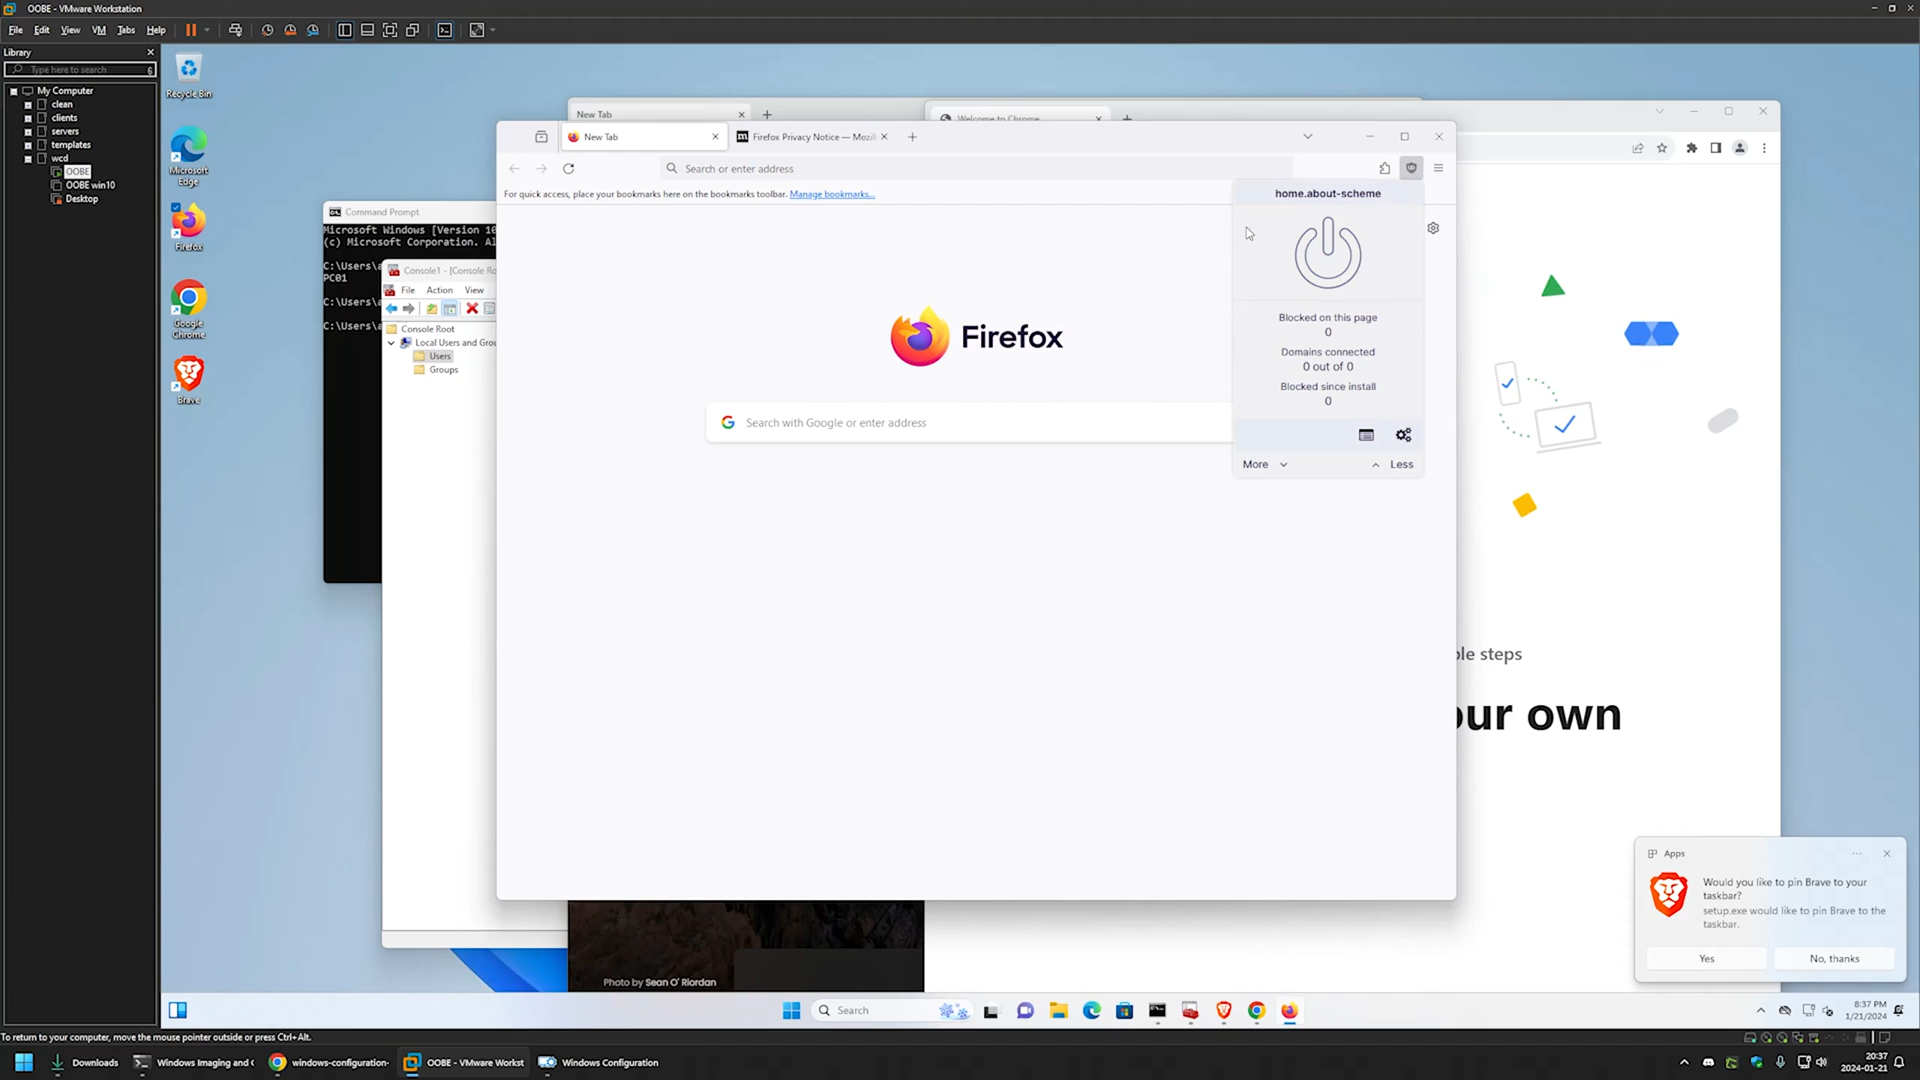 OOBE - VMware Workstation
File Edit View VM Tabs Help
Library
Type here to search
My Computer
clean
clients
servers
templates
wcd
OOBE
OOBE win10
Desktop
Recycle Bin
Microsoft
Edge
Firefox
Google
Chrome
Brave
New Tab
Welcome to Chrome
Command Prompt
Microsoft Windows [Version 10
(c) Microsoft Corporation. Al
C:\Users\a
PC01
C:\Users\a
C:\Users\a
Console1 - [Console Ro
File Action View
Console Root
Local Users and Grou
Users
Groups
New Tab
Firefox Privacy Notice — Mozil
Search or enter address
For quick access, place your bookmarks here on the bookmarks toolbar. Manage bookmarks...
Firefox
Search with Google or enter address
home.about-scheme
Blocked on this page
0
Domains connected
0 out of 0
Blocked since install
0
More
Less
ple steps
our own
Photo by Sean O' Riordan
Apps
Would you like to pin Brave to your
taskbar?
setup.exe would like to pin Brave to the
taskbar.
Yes
No, thanks
Search
8:37 PM
1/21/2024
To return to your computer, move the mouse pointer outside or press Ctrl+Alt.
Downloads
Windows Imaging and C
windows-configuration-
OOBE - VMware Workst
Windows Configuration
20:37
2024-01-21